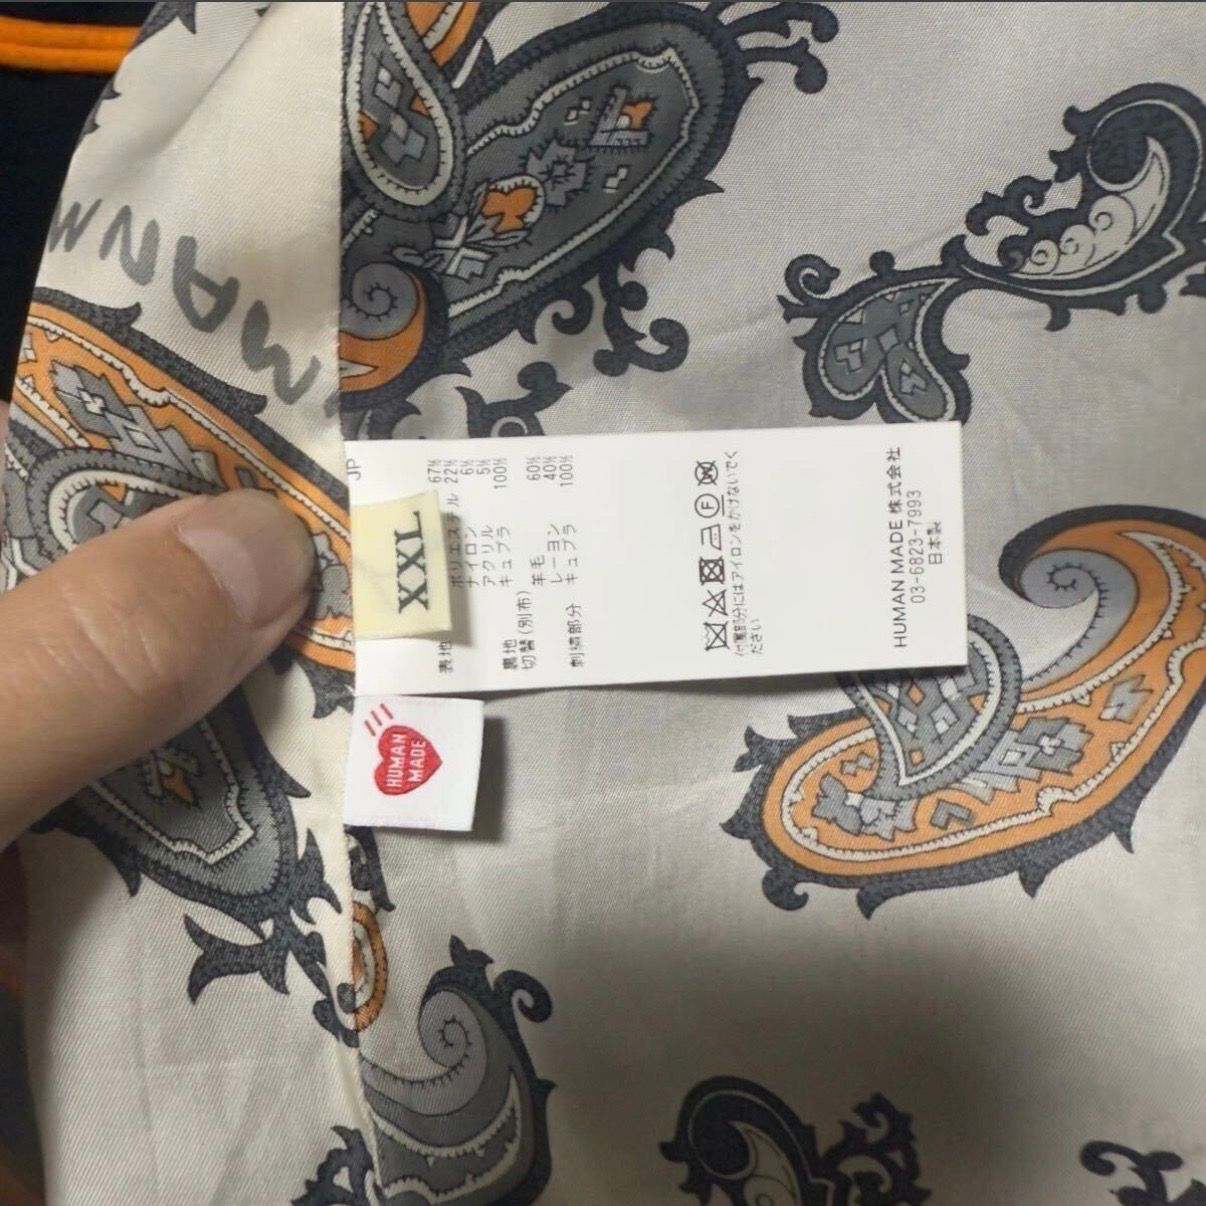 JP
表地 67%
ポリエステル 22%
ナイロン 6%
アクリル 5%
裏地 キュプラ 100%
切替(別布) 羊毛 60%
レーヨン 40%
刺繍部分 キュプラ 100%
付属部分にはアイロンをかけないでく
ださい
HUMAN MADE 株式会社
03-6823-7993
日本製
XXL
HUMAN
MADE